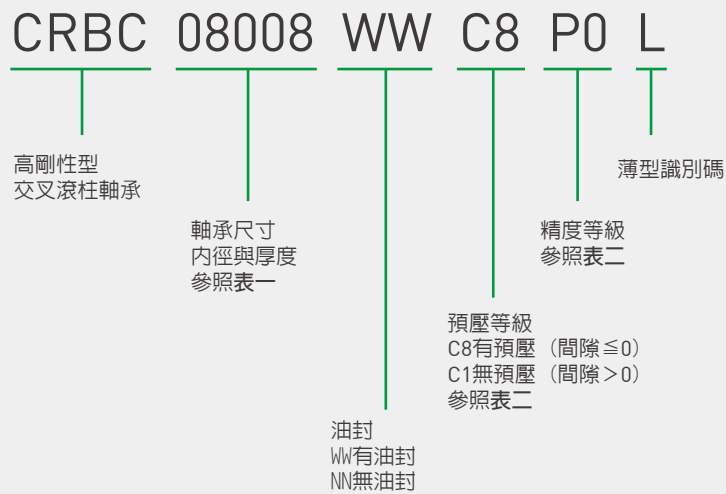 CRBC 08008 WW C8 P0 L
高剛性型
交叉滾柱軸承
薄型識別碼
軸承尺寸
內徑與厚度
參照表一
精度等級
參照表二
預壓等級
C8有預壓（間隙≦0）
C1無預壓（間隙＞0）
參照表二
油封
WW有油封
NN無油封